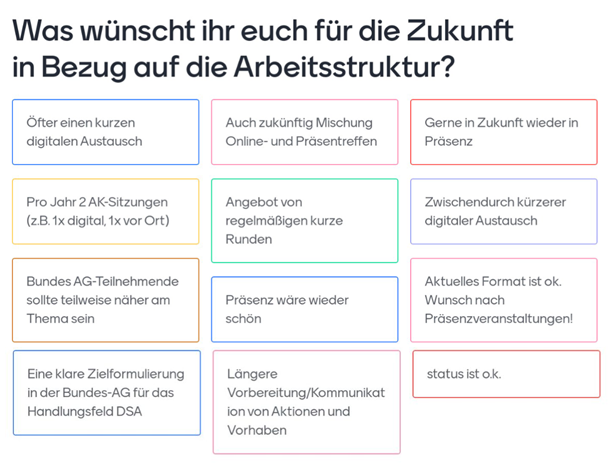 Was wünscht ihr euch für die Zukunft
in Bezug auf die Arbeitsstruktur?
Öfter einen kurzen
digitalen Austausch
Auch zukünftig Mischung
Online- und Präsentreffen
Gerne in Zukunft wieder in
Präsenz
Pro Jahr 2 AK-Sitzungen
(z.B. 1x digital, 1x vor Ort)
Angebot von
regelmäßigen kurze
Runden
Zwischendurch kürzerer
digitaler Austausch
Bundes AG-Teilnehmende
sollte teilweise näher am
Thema sein
Präsenz wäre wieder
schön
Aktuelles Format ist ok.
Wunsch nach
Präsenzveranstaltungen!
Eine klare Zielformulierung
in der Bundes-AG für das
Handlungsfeld DSA
Längere
Vorbereitung/Kommunikat
ion von Aktionen und
Vorhaben
status ist o.k.